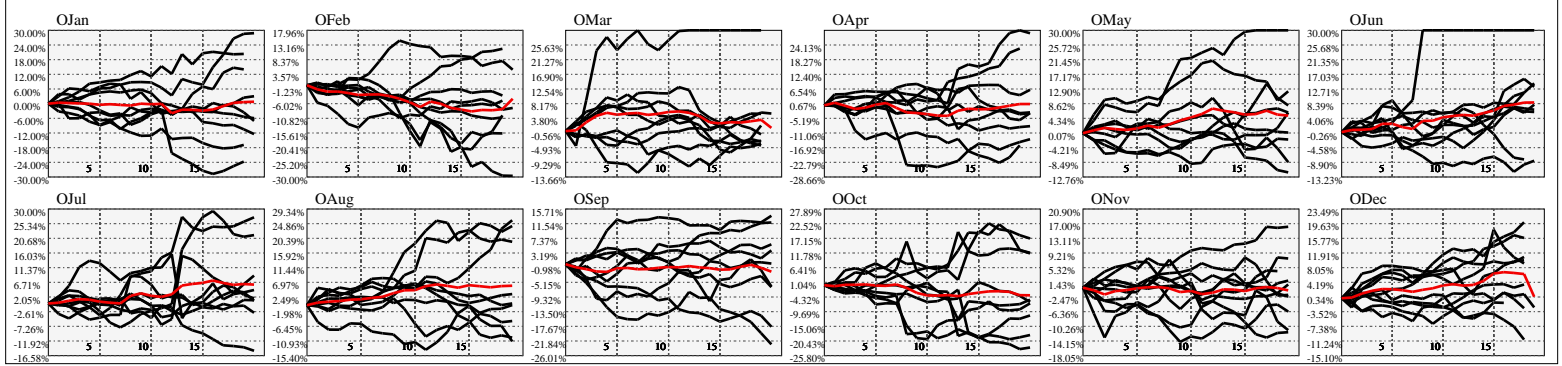 OJan OFeb OMar OApr OMay OJun
30.00% 17.96% 30.00% 30.00%
24.00% 13.16% 25.63% 24.13% 25.72% 25.68%
18.00% 8.37% 21.27% 18.27% 21.45% 21.35%
12.00% 3.57% 16.90% 12.40% 17.17% 17.03%
6.00% -1.23% 12.54% 6.54% 12.90% 12.71%
0.00% -6.02% 8.17% 0.67% 8.62% 8.39%
-6.00% -10.82% 3.80% -5.19% 4.34% 4.06%
-12.00% -15.61% -0.56% -11.06% 0.07% -0.26%
-18.00% -20.41% -4.93% -16.92% -4.21% -4.58%
-24.00% -25.20% -9.29% -22.79% -8.49% -8.90%
-30.00% -30.00% -13.66% -28.66% -12.76% -13.23%
5 10 15 5 10 15 5 10 15 5 10 15 5 10 15 5 10 15
OJul OAug OSep OOct ONov ODec
30.00% 29.34% 15.71% 27.89% 20.90% 23.49%
25.34% 24.86% 11.54% 22.52% 17.00% 19.63%
20.68% 20.39% 7.37% 17.15% 13.11% 15.77%
16.03% 15.92% 3.19% 11.78% 9.21% 11.91%
11.37% 11.44% -0.98% 6.41% 5.32% 8.05%
6.71% 6.97% -5.15% 1.04% 1.43% 4.19%
2.05% 2.49% -9.32% -4.32% -2.47% 0.34%
-2.61% -1.98% -13.50% -9.69% -6.36% -3.52%
-7.26% -6.45% -17.67% -15.06% -10.26% -7.38%
-11.92% -10.93% -21.84% -20.43% -14.15% -11.24%
-16.58% -15.40% -26.01% -25.80% -18.05% -15.10%
5 10 15 5 10 15 5 10 15 5 10 15 5 10 15 5 10 15